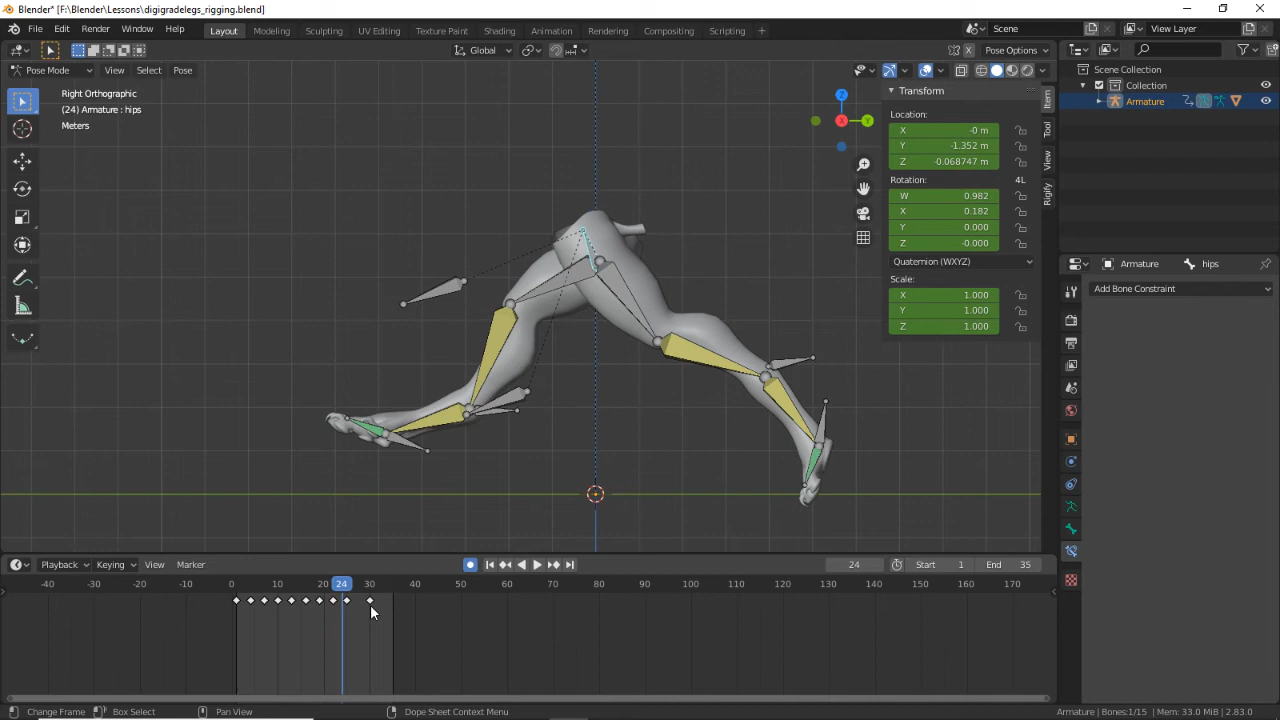 Blender* [F:\Blender\Lessons\digigradelegs_rigging.blend]
File Edit Render Window Help Layout Modeling Sculpting UV Editing Texture Paint Shading Animation Rendering Compositing Scripting + Scene View Layer
Global Pose Options
Pose Mode View Select Pose
Right Orthographic
(24) Armature : hips
Meters
Z
Y
X
Transform
Location:
X -0 m
Y -1.352 m
Z -0.068747 m
Rotation: 4L
W 0.982
X 0.182
Y 0.000
Z -0.000
Quaternion (WXYZ)
Scale:
X 1.000
Y 1.000
Z 1.000
Item
Tool
View
Rigify
Scene Collection
Collection
Armature
Armature hips
Add Bone Constraint
Playback Keying View Marker 24 Start 1 End 35
-40 -30 -20 -10 0 10 20 24 30 40 50 60 70 80 90 100 110 120 130 140 150 160 170
Change Frame Box Select Pan View Dope Sheet Context Menu Armature | Bones:1/15 | Mem: 33.0 MiB | 2.83.0